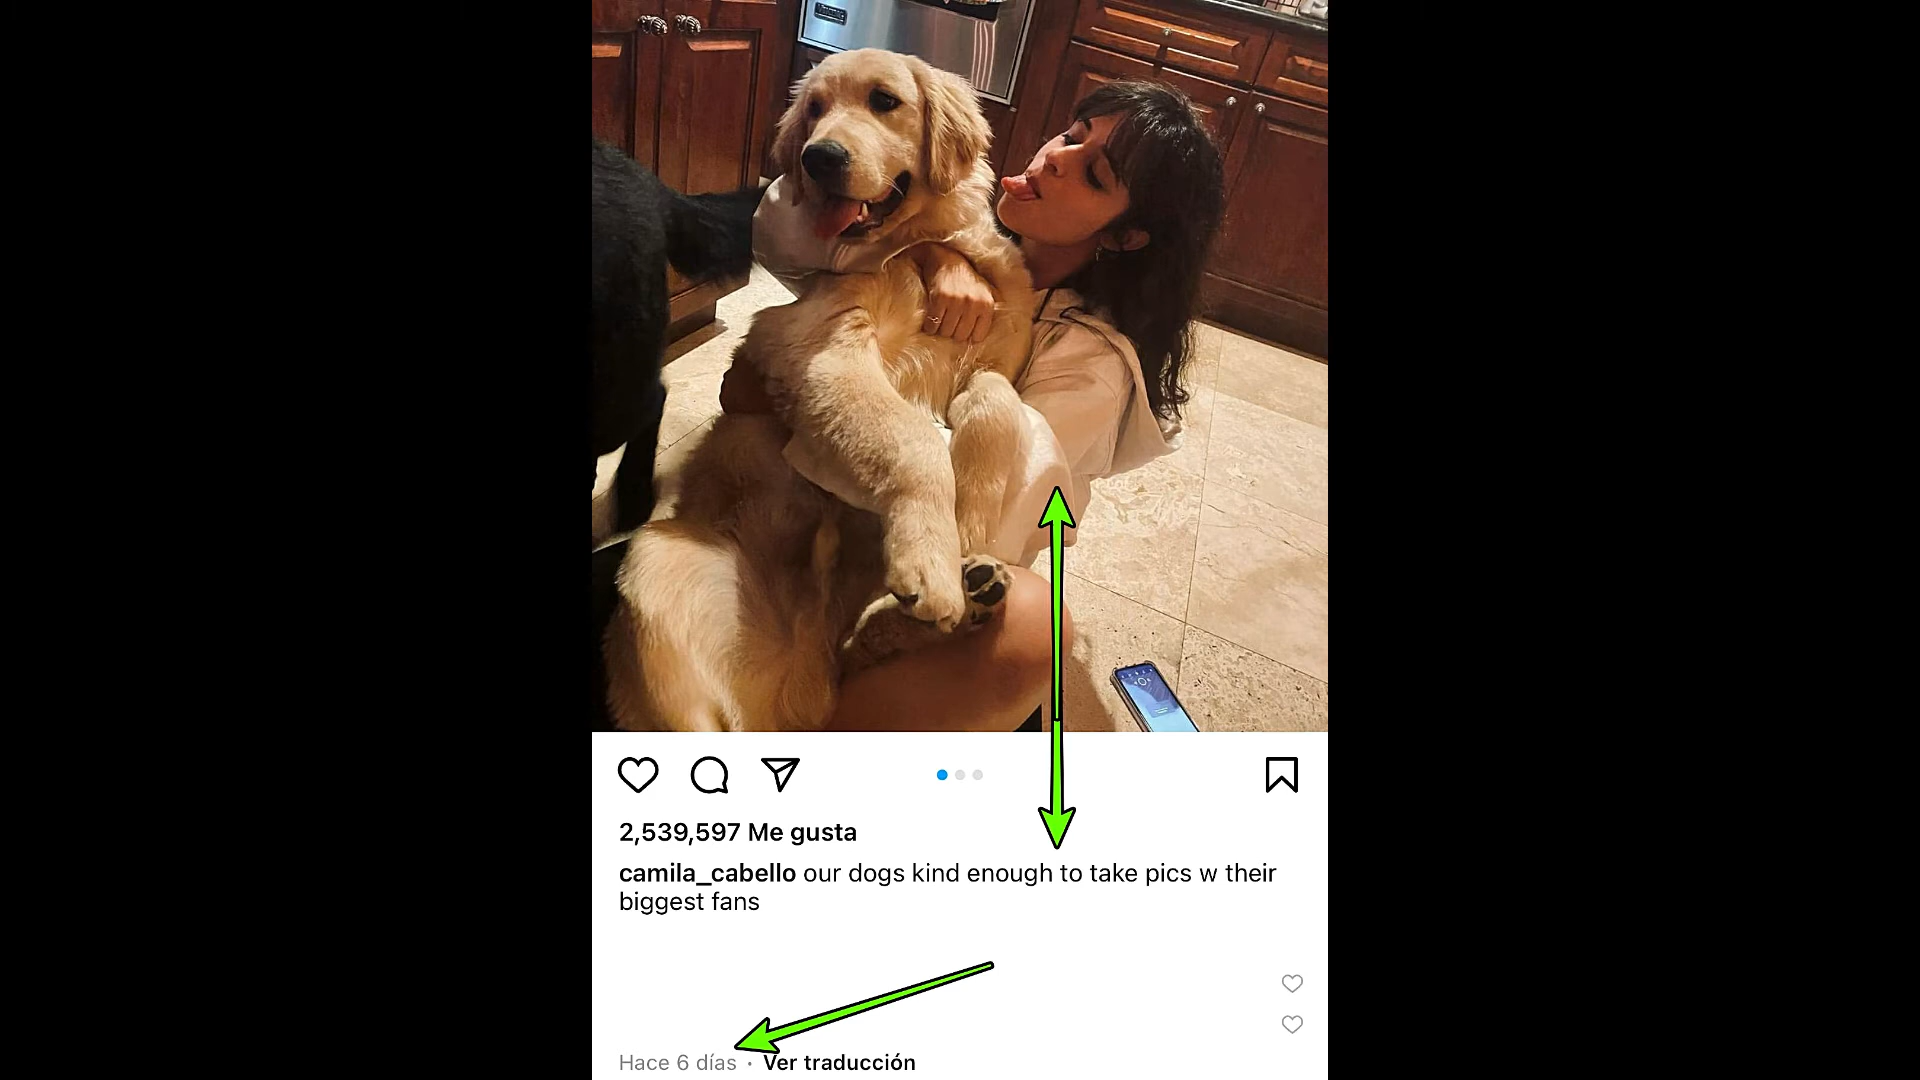 2,539,597 Me gusta
camila_cabello our dogs kind enough to take pics w their
biggest fans
Hace 6 días · Ver traducción